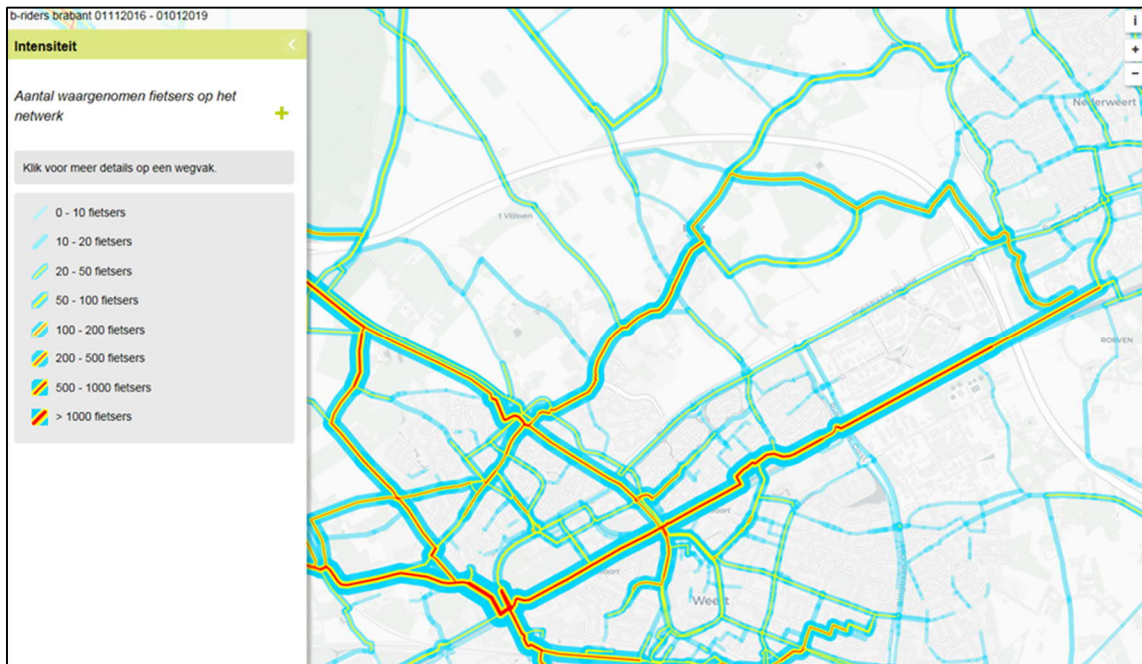 b-riders brabant 01112016 - 01012019
Intensiteit
<
Aantal waargenomen fietsers op het
netwerk
+
Klik voor meer details op een wegvak.
0 - 10 fietsers
10 - 20 fietsers
20 - 50 fietsers
50 - 100 fietsers
100 - 200 fietsers
200 - 500 fietsers
500 - 1000 fietsers
> 1000 fietsers
i
+
−
Nederweert
Weert